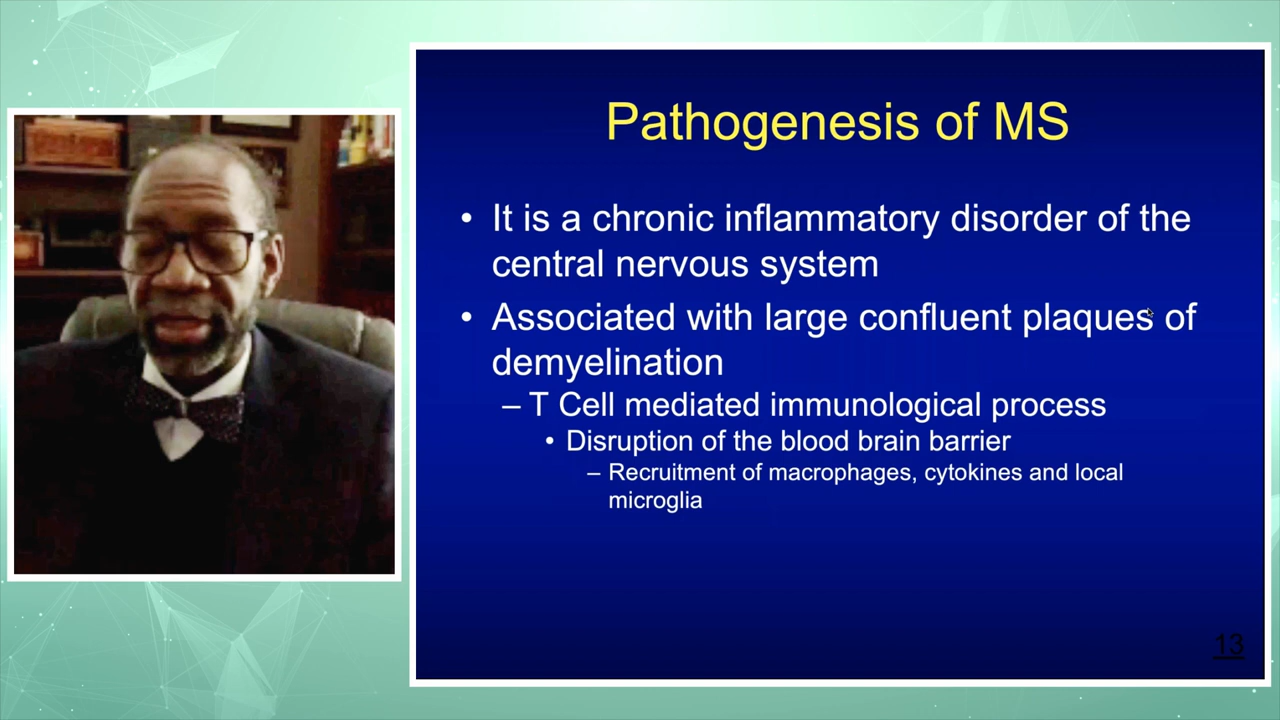 Pathogenesis of MS
• It is a chronic inflammatory disorder of the
central nervous system
• Associated with large confluent plaques of
demyelination
– T Cell mediated immunological process
• Disruption of the blood brain barrier
– Recruitment of macrophages, cytokines and local
microglia
13